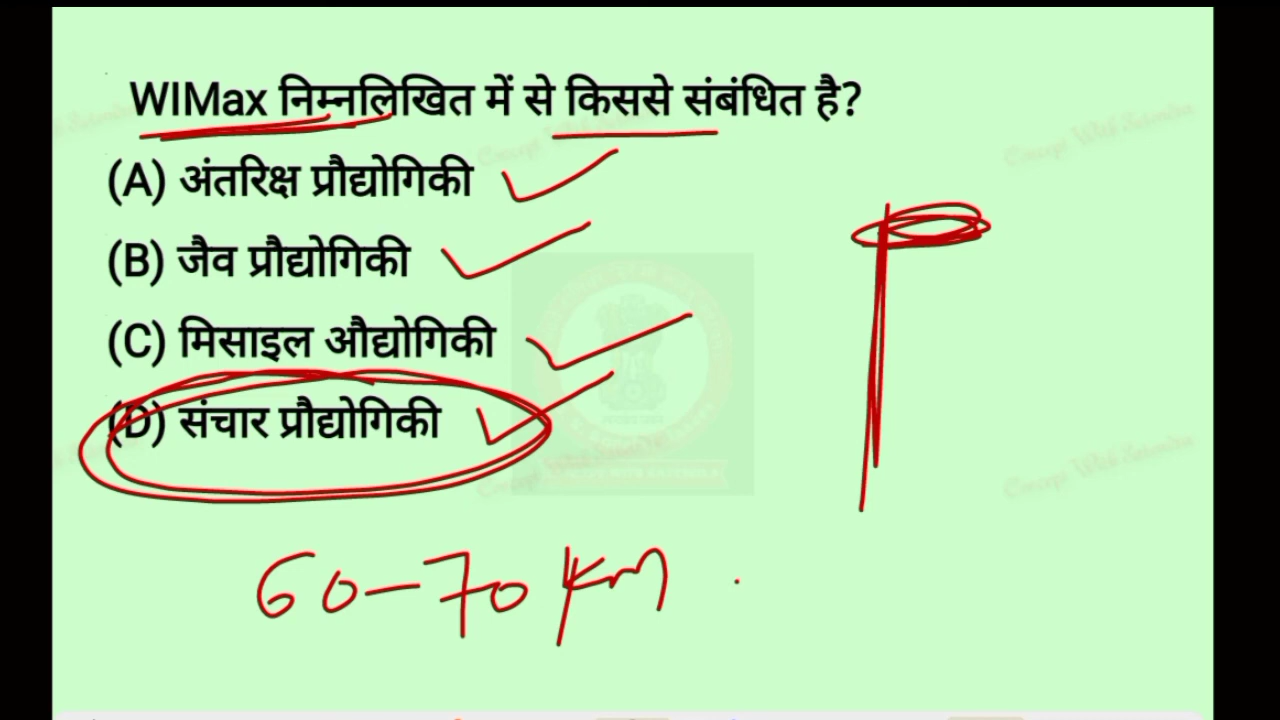 WIMax निम्नलिखित में से किससे संबंधित है?
(A) अंतरिक्ष प्रौद्योगिकी
(B) जैव प्रौद्योगिकी
(C) मिसाइल औद्योगिकी
(D) संचार प्रौद्योगिकी
60-70 km